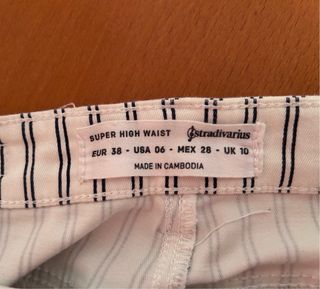 SUPER HIGH WAIST stradivarius
EUR 38 - USA 06 - MEX 28 - UK 10
MADE IN CAMBODIA